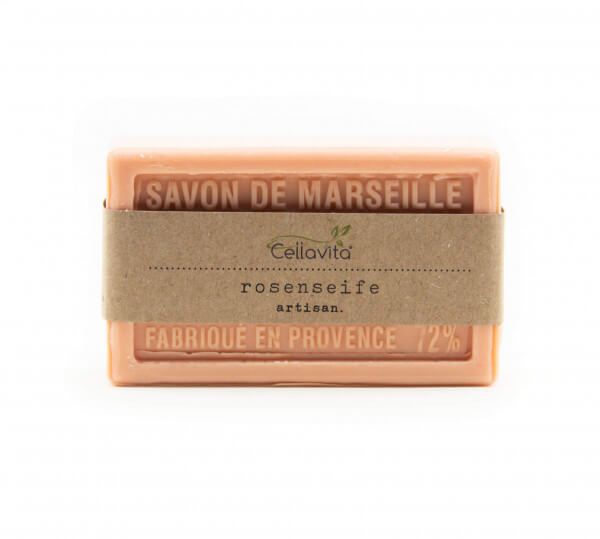 SAVON DE MARSEILLE
Cellavita®
rosenseife
artisan.
FABRIQUÉ EN PROVENCE 72%